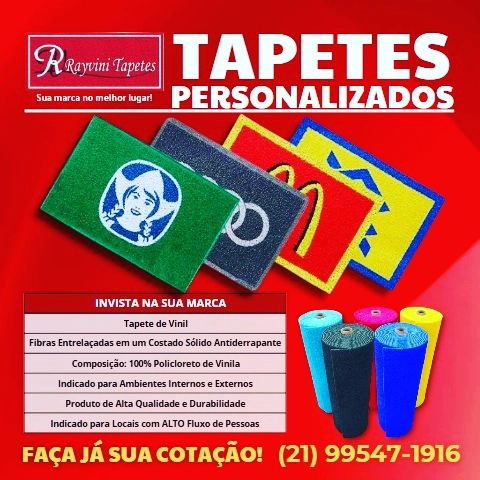 Rayvini Tapetes
Sua marca no melhor lugar!
TAPETES
PERSONALIZADOS
INVISTA NA SUA MARCA
Tapete de Vinil
Fibras Entrelaçadas em um Costado Sólido Antiderrapante
Composição: 100% Policloreto de Vinila
Indicado para Ambientes Internos e Externos
Produto de Alta Qualidade e Durabilidade
Indicado para Locais com ALTO Fluxo de Pessoas
FAÇA JÁ SUA COTAÇÃO! (21) 99547-1916